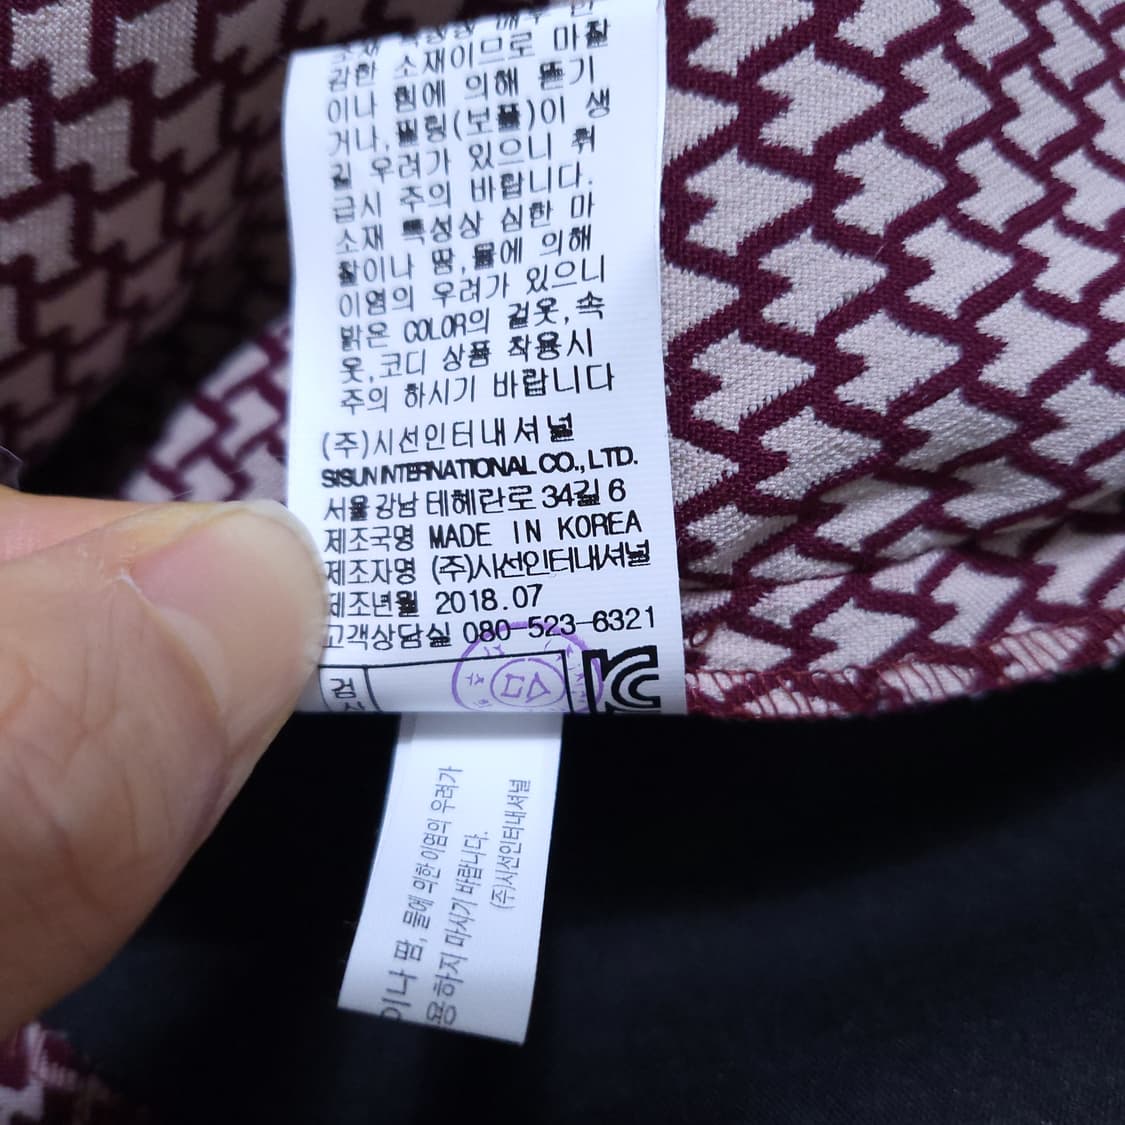 소재 특성상 매우 민
감한 소재이므로 마찰
이나 힘에 의해 뜯기
거나, 필링(보풀)이 생
길 우려가 있으니 취
급시 주의 바랍니다.
소재 특성상 심한 마
찰이나 땀,물에 의해
이염의 우려가 있으니
밝은 COLOR의 겉옷,속
옷,코디 상품 착용시
주의 하시기 바랍니다
(주)시선인터내셔널
SISUN INTERNATIONAL CO., LTD.
서울 강남 테헤란로 34길 6
제조국명 MADE IN KOREA
제조자명 (주)시선인터내셔널
제조년월 2018.07
고객상담실 080-523-6321
검
이나 땀, 물에 의한 이염의 우려가
용하지 마시기 바랍니다.
(주)시선인터내셔널